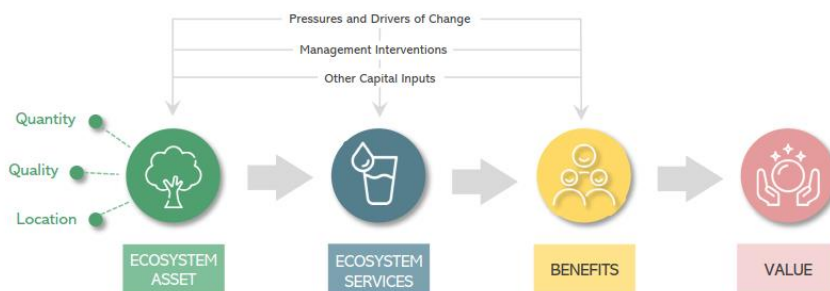 Pressures and Drivers of Change
Management Interventions
Other Capital Inputs
Quantity
Quality
Location
ECOSYSTEM
ASSET
ECOSYSTEM
SERVICES
BENEFITS
VALUE